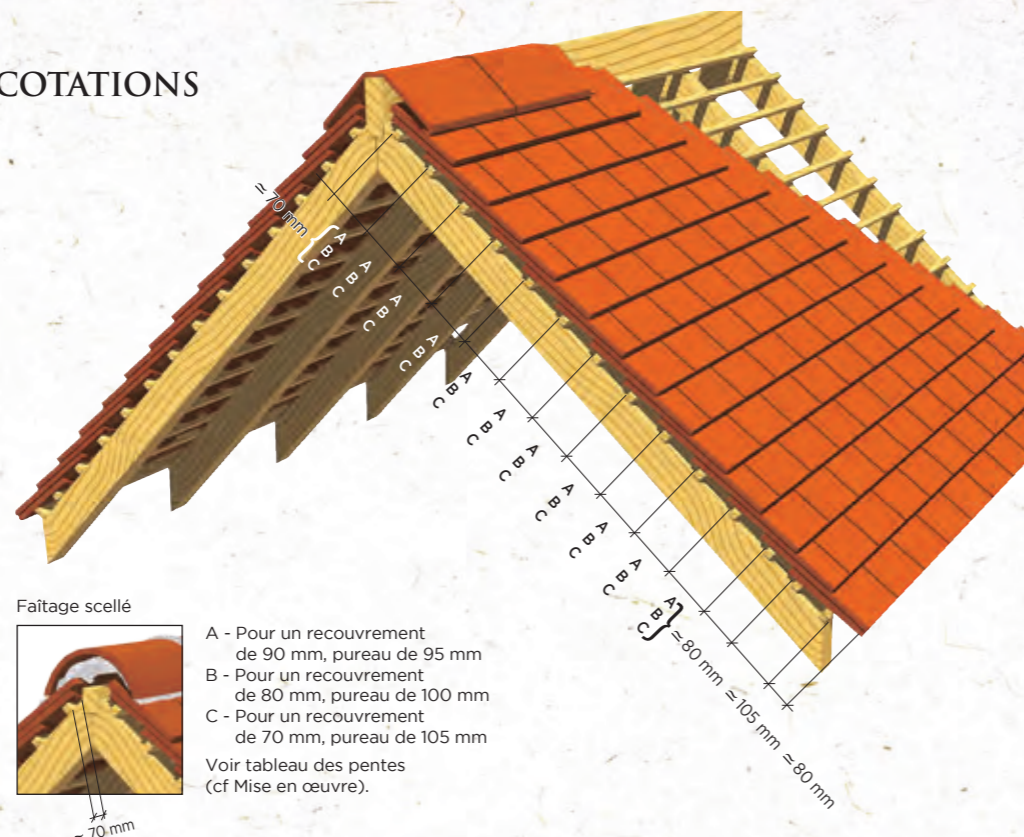 COTATIONS
≃ 70 mm
A
B
C
A
B
C
A
B
C
A
B
C
A
B
C
A
B
C
A
B
C
A
B
C
A
B
C
A
B
C
A
B
C
≃ 80 mm
≃ 105 mm
≃ 80 mm
Faîtage scellé
A - Pour un recouvrement
de 90 mm, pureau de 95 mm
B - Pour un recouvrement
de 80 mm, pureau de 100 mm
C - Pour un recouvrement
de 70 mm, pureau de 105 mm
Voir tableau des pentes
(cf Mise en œuvre).
≃ 70 mm